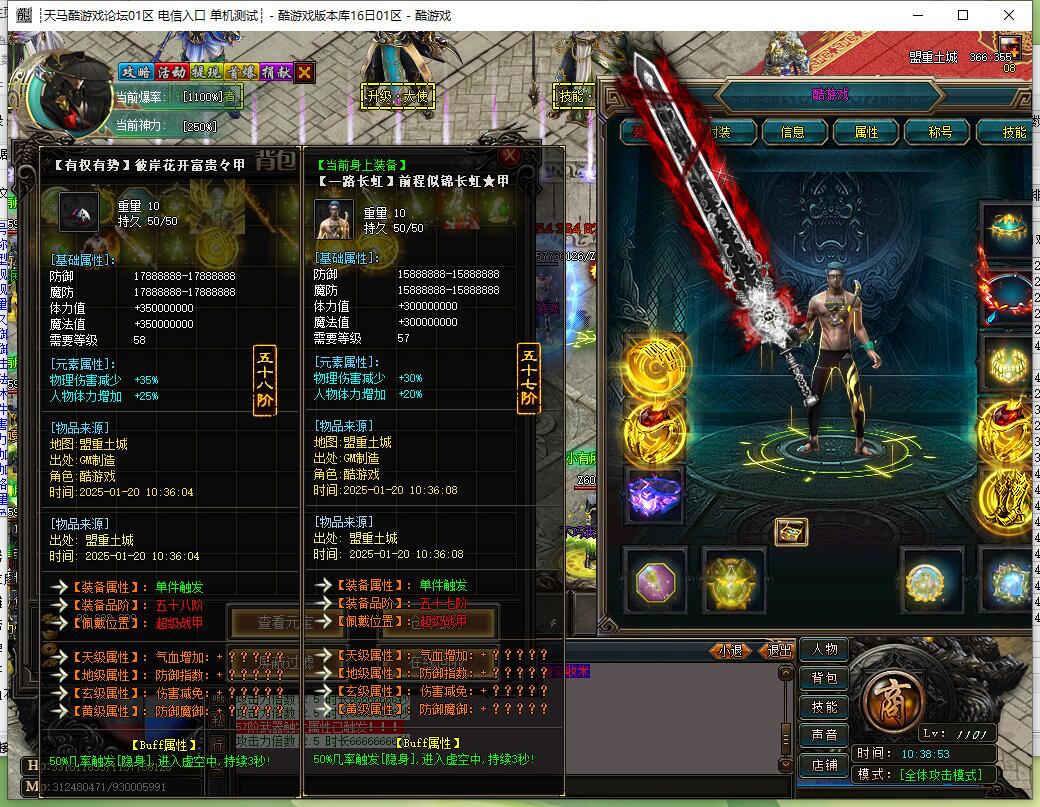 天马酷游戏论坛01区 电信入口 单机测试 - 酷游戏版本库16日01区 - 酷游戏
攻略 活动 提现 首爆 捐献 X
当前爆率: [1100%]者
当前神力: [250%]
升级·大使
技能·
盟重土城 366:355
08
酷游戏
时装 信息 属性 称号 技能
背包
【有权有势】彼岸花开富贵々甲
重量 10
持久 50/50
[基础属性]:
防御 17888888-17888888
魔防 17888888-17888888
体力值 +350000000
魔法值 +350000000
需要等级 58
五十八阶
[元素属性]:
物理伤害减少 +35%
人物体力增加 +25%
[物品来源]
地图:盟重土城
出处:GM制造
角色:酷游戏
时间:2025-01-20 10:36:04
[物品来源]
出处: 盟重土城
时间: 2025-01-20 10:36:04
【装备属性】: 单件触发
【装备品阶】: 五十八阶
【佩戴位置】: 超级战甲
【天级属性】: 气血增加: + ? ? ? ? ?
【地级属性】: 防御指数: + ? ? ? ? ?
【玄级属性】: 伤害减免: + ? ? ? ? ?
【黄级属性】: 防御魔御: + ? ? ? ? ?
【Buff属性】
50%几率触发[隐身],进入虚空中,持续3秒!
【当前身上装备】
【一路长虹】前程似锦长虹★甲
重量 10
持久 50/50
[基础属性]:
防御 15888888-15888888
魔防 15888888-15888888
体力值 +300000000
魔法值 +300000000
需要等级 57
五十七阶
[元素属性]:
物理伤害减少 +30%
人物体力增加 +20%
[物品来源]
地图:盟重土城
出处:GM制造
角色:酷游戏
时间:2025-01-20 10:36:08
[物品来源]
出处: 盟重土城
时间: 2025-01-20 10:36:08
【装备属性】: 单件触发
【装备品阶】: 五十七阶
【佩戴位置】: 超级战甲
【天级属性】: 气血增加: + ? ? ? ? ?
【地级属性】: 防御指数: + ? ? ? ? ?
【玄级属性】: 伤害减免: + ? ? ? ? ?
【黄级属性】: 防御魔御: + ? ? ? ? ?
【Buff属性】
50%几率触发[隐身],进入虚空中,持续3秒!
查看元宝
小退 退出
人物
背包
技能
声音
店铺
商
Lv: 1101
时间: 10:38:53
模式: [全体攻击模式]
312480471/930005991